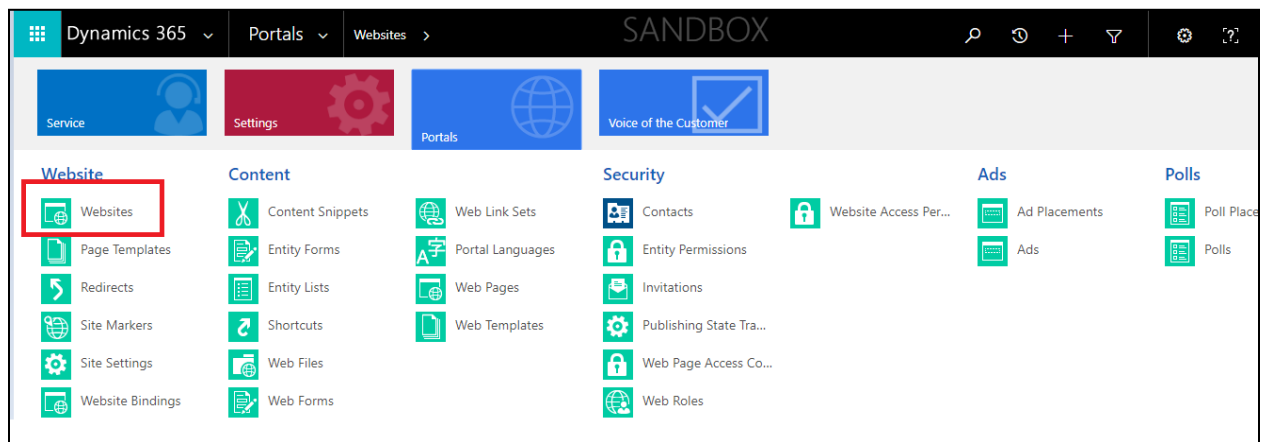 Dynamics 365
Portals
Websites
SANDBOX
Service
Settings
Portals
Voice of the Customer
Website
Websites
Page Templates
Redirects
Site Markers
Site Settings
Website Bindings
Content
Content Snippets
Entity Forms
Entity Lists
Shortcuts
Web Files
Web Forms
Web Link Sets
Portal Languages
Web Pages
Web Templates
Security
Contacts
Entity Permissions
Invitations
Publishing State Tra...
Web Page Access Co...
Web Roles
Website Access Per...
Ads
Ad Placements
Ads
Polls
Poll Place
Polls